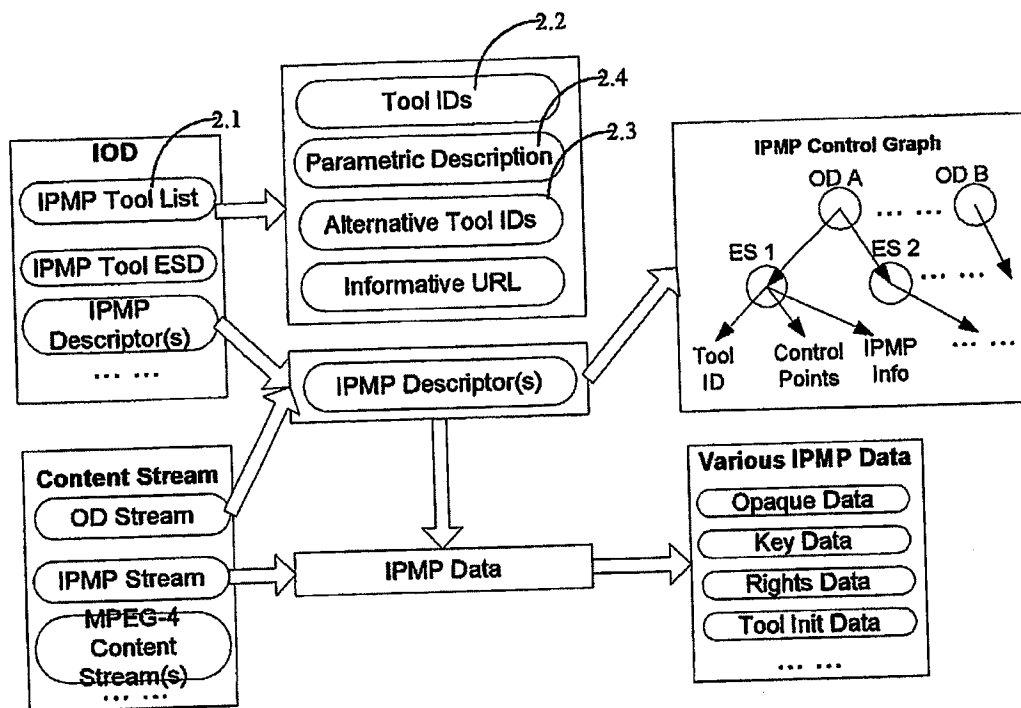 2.2
2.4
2.3
2.1
Tool IDs
Parametric Description
Alternative Tool IDs
Informative URL
IOD
IPMP Tool List
IPMP Tool ESD
IPMP
Descriptor(s)
... ...
IPMP Descriptor(s)
IPMP Control Graph
OD A
OD B
... ...
ES 1
ES 2
... ...
Tool
ID
Control
Points
IPMP
Info
... ...
Content Stream
OD Stream
IPMP Stream
MPEG-4
Content
Stream(s)
... ...
IPMP Data
Various IPMP Data
Opaque Data
Key Data
Rights Data
Tool Init Data
... ...